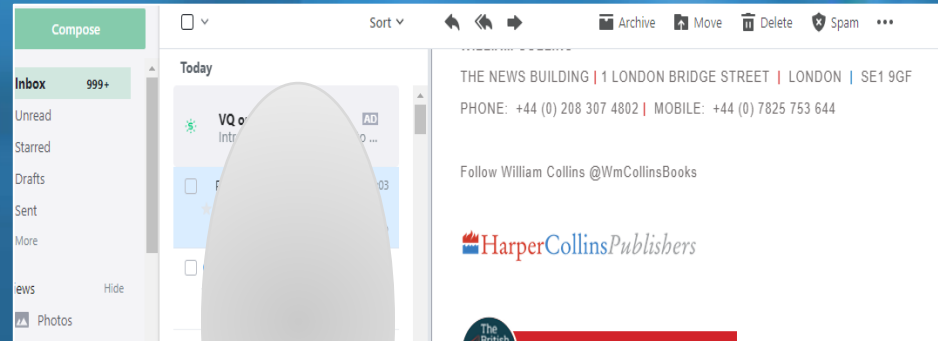 Compose
Inbox 999+
Unread
Starred
Drafts
Sent
More
Hide
Photos
Sort
Archive Move Delete Spam
Today
VQ
AD
THE NEWS BUILDING | 1 LONDON BRIDGE STREET | LONDON | SE1 9GF
PHONE: +44 (0) 208 307 4802 | MOBILE: +44 (0) 7825 753 644
Follow William Collins @WmCollinsBooks
HarperCollinsPublishers
The
British